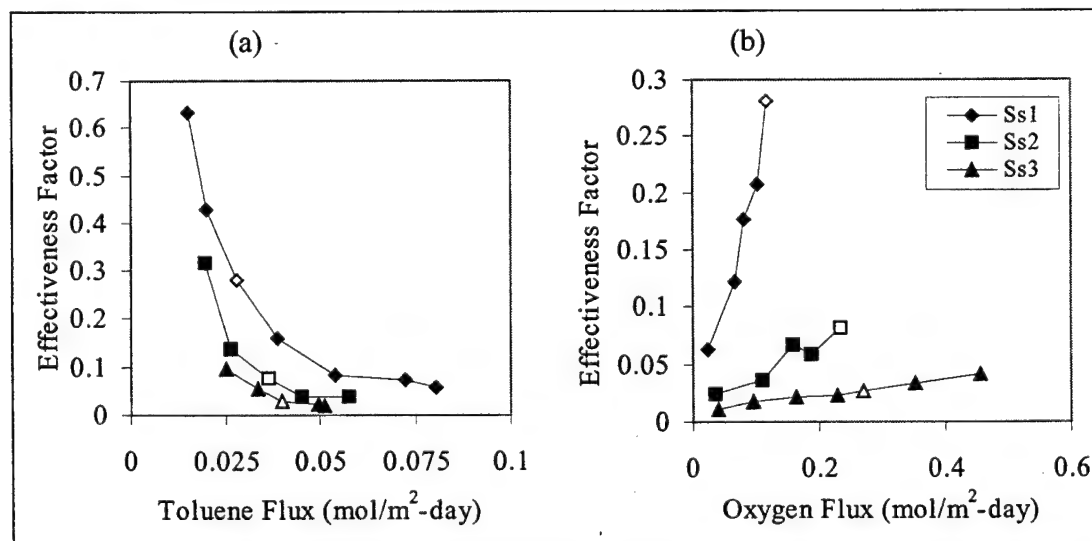 (a)
(b)
0.7
0.6
0.5
0.4
0.3
0.2
0.1
0
Effectiveness Factor
0
0.025
0.05
0.075
0.1
Toluene Flux (mol/m²-day)
0.3
0.25
0.2
0.15
0.1
0.05
0
Effectiveness Factor
Ss1
Ss2
Ss3
0
0.2
0.4
0.6
Oxygen Flux (mol/m²-day)